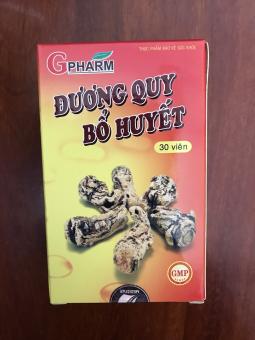 THỰC PHẨM BẢO VỆ SỨC KHỎE
GPHARM
ĐƯƠNG QUY
BỔ HUYẾT
30 viên
GMP